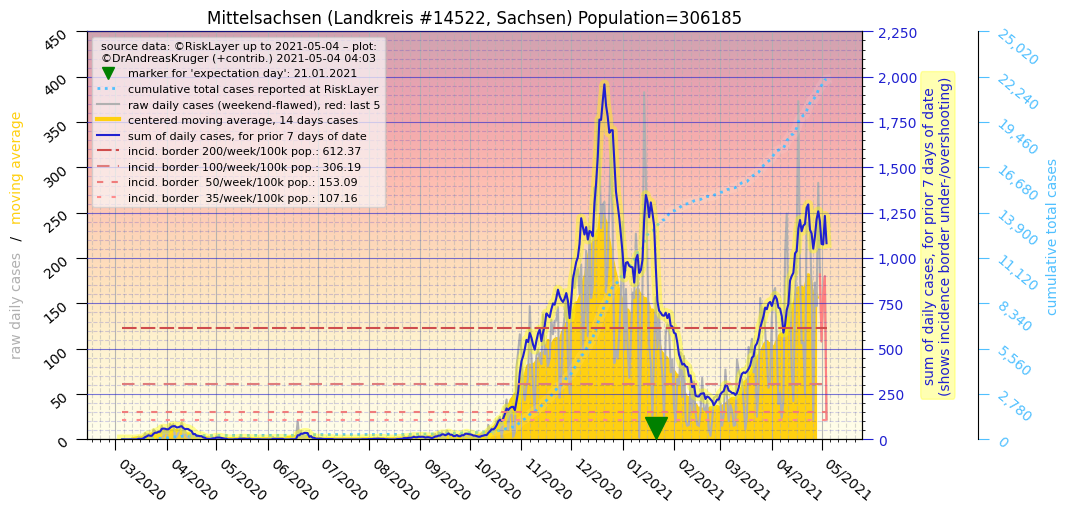 Mittelsachsen (Landkreis #14522, Sachsen) Population=306185
source data: ©RiskLayer up to 2021-05-04 – plot:
©DrAndreasKruger (+contrib.) 2021-05-04 04:03
marker for 'expectation day': 21.01.2021
cumulative total cases reported at RiskLayer
raw daily cases (weekend-flawed), red: last 5
centered moving average, 14 days cases
sum of daily cases, for prior 7 days of date
incid. border 200/week/100k pop.: 612.37
incid. border 100/week/100k pop.: 306.19
incid. border  50/week/100k pop.: 153.09
incid. border  35/week/100k pop.: 107.16
raw daily cases / moving average
450
400
350
300
250
200
150
100
50
0
03/2020
04/2020
05/2020
06/2020
07/2020
08/2020
09/2020
10/2020
11/2020
12/2020
01/2021
02/2021
03/2021
04/2021
05/2021
2,250
2,000
1,750
1,500
1,250
1,000
750
500
250
0
sum of daily cases, for prior 7 days of date
(shows incidence border under-/overshooting)
25,020
22,240
19,460
16,680
13,900
11,120
8,340
5,560
2,780
0
cumulative total cases